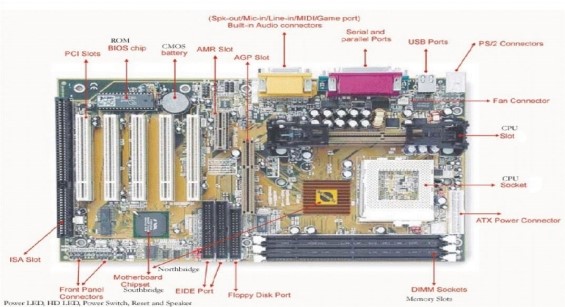 (Spk-out/Mic-in/Line-in/MIDI/Game port)
Built-in Audio connectors
Serial and
parallel Ports
USB Ports
PS/2 Connectors
ROM
BIOS chip
CMOS
battery
PCI Slots
AMR Slot
AGP Slot
Fan Connector
CPU
Slot
CPU
Socket
ATX Power Connector
ISA Slot
Northbridge
Motherboard
Chipset
Southbridge
Front Panel
Connectors
EIDE Port
Floppy Disk Port
DIMM Sockets
Memory Slots
Power LED, HD LED, Power Switch, Reset and Speaker